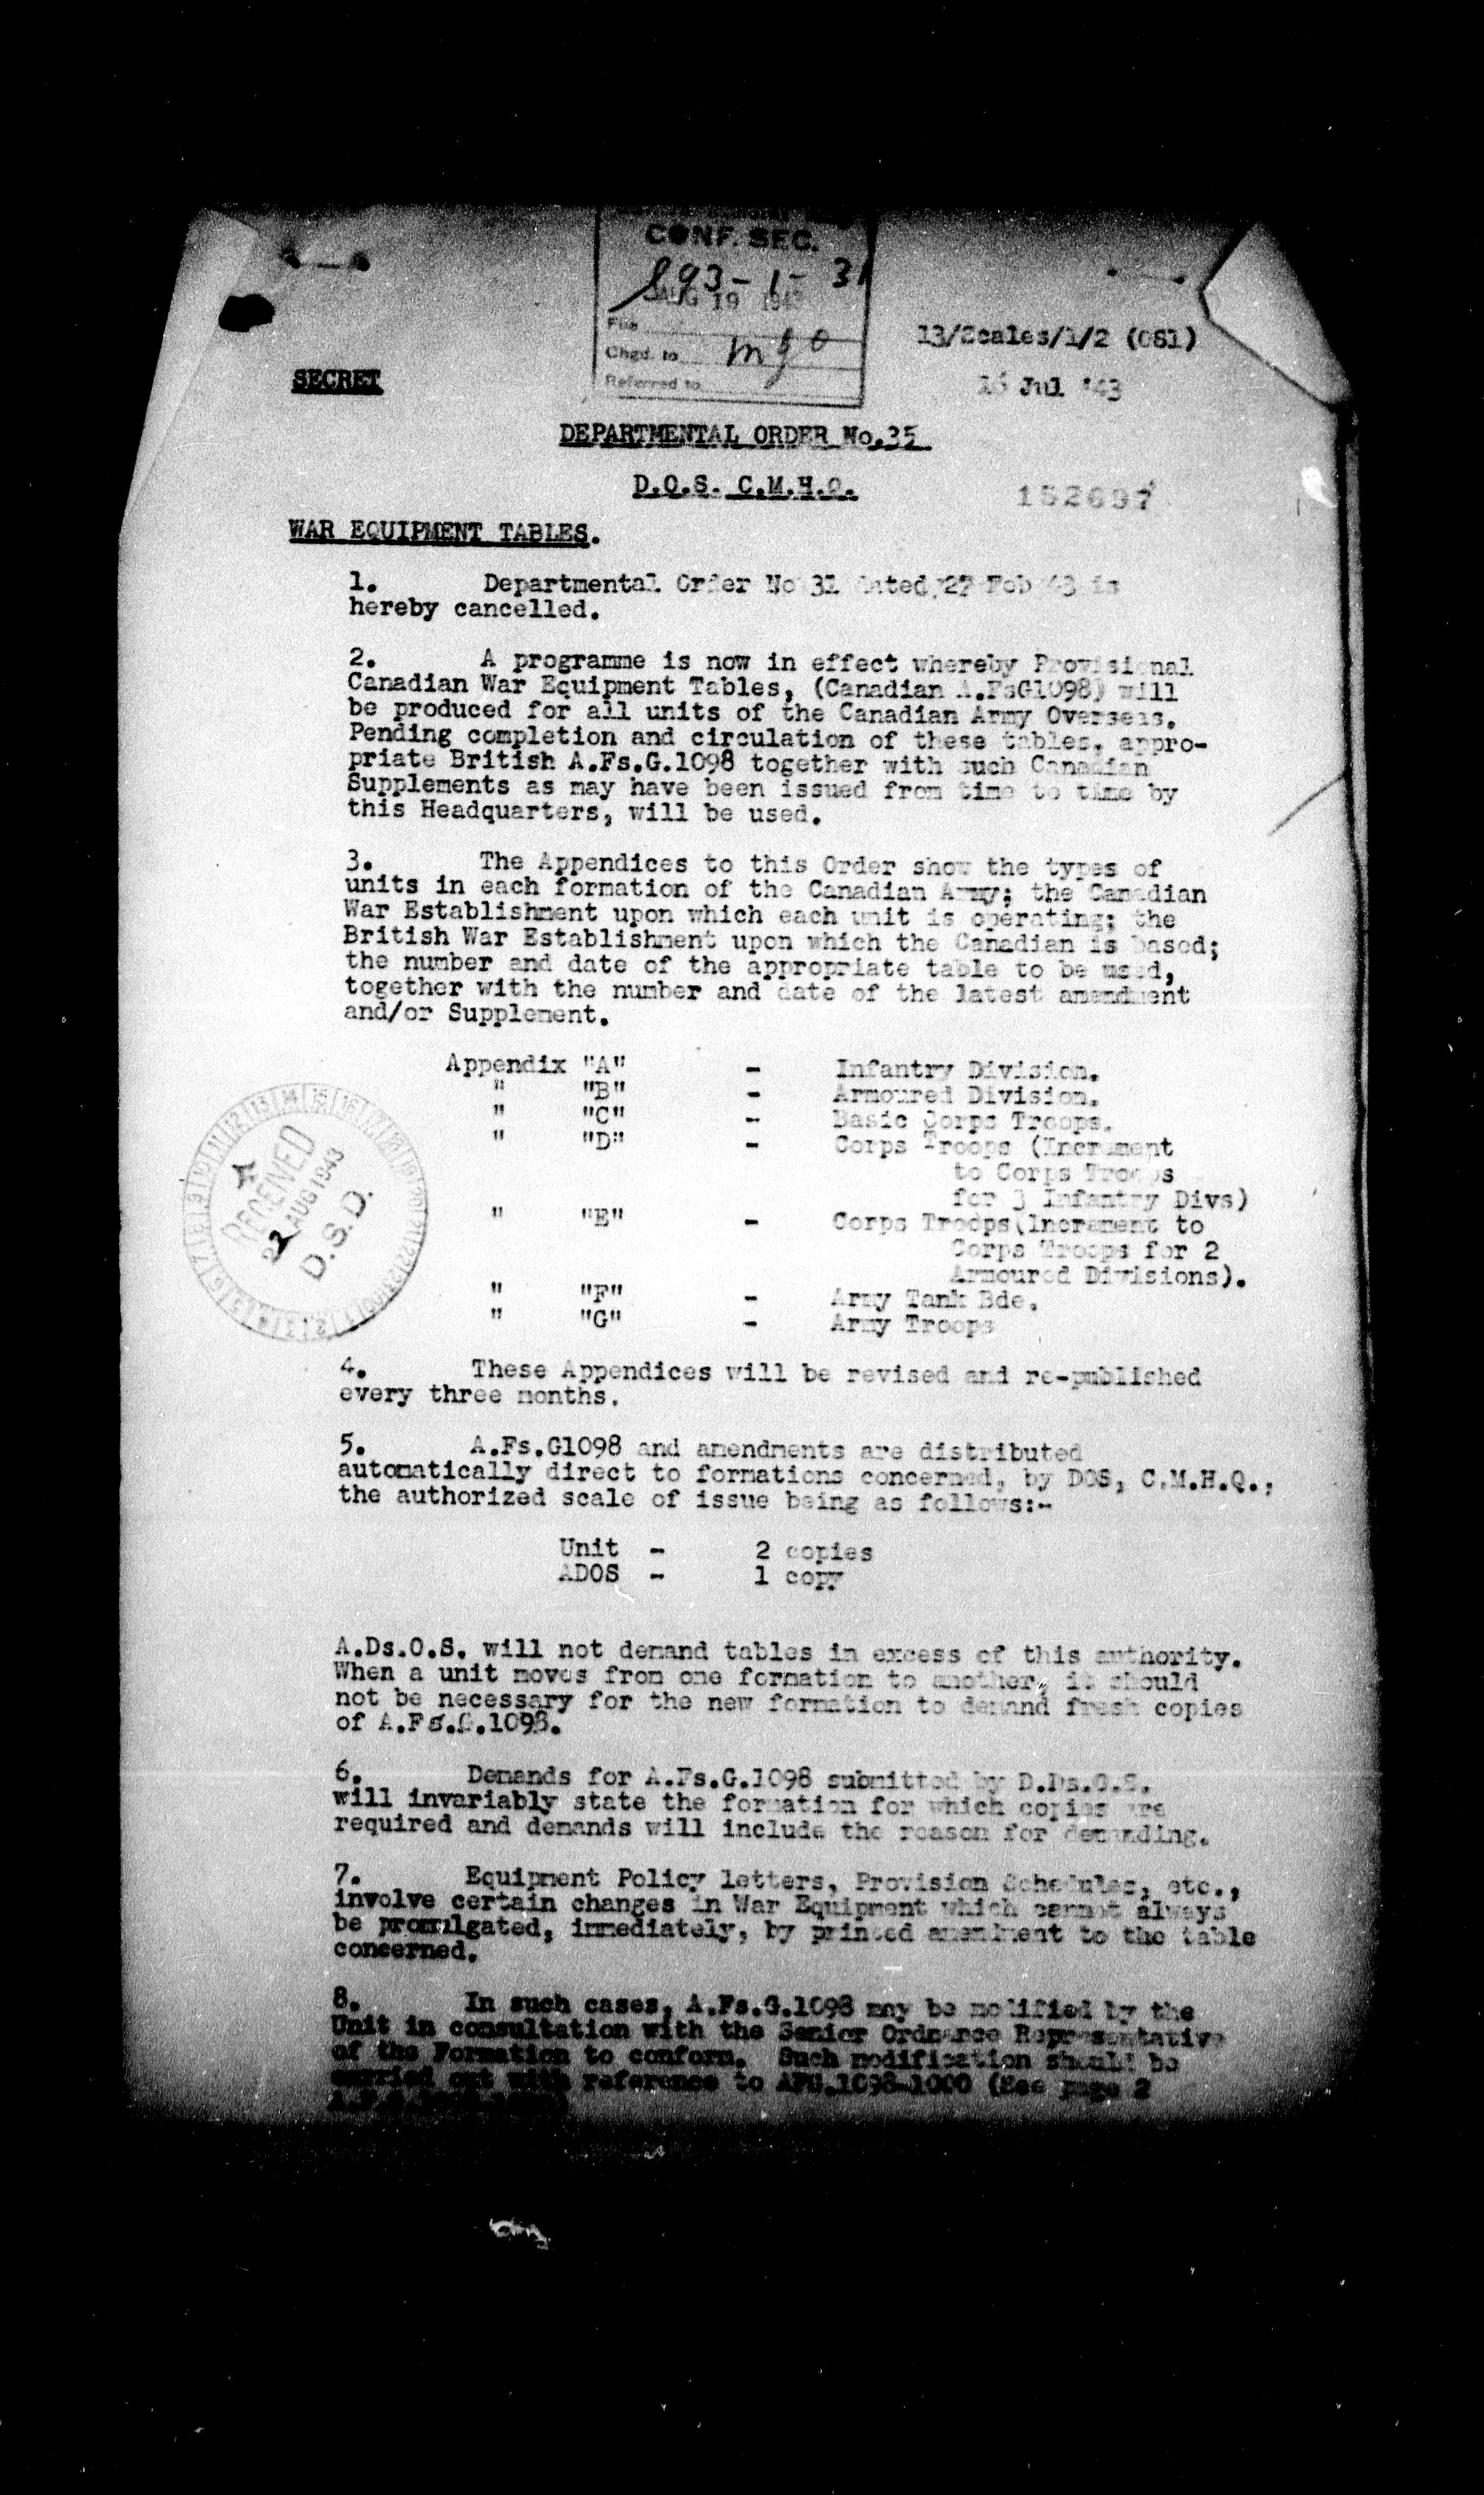 CONF. SEC.
893-1-31
AUG 19 1943
File
Chgd. to mgo
Referred to
13/Scales/1/2 (OS1)
SECRET
Jul '43
DEPARTMENTAL ORDER No.35
D.O.S. C.M.H.Q.
152697
WAR EQUIPMENT TABLES.
1. Departmental Order No 31 dated 27 Feb 43 is
hereby cancelled.
2. A programme is now in effect whereby Provisional
Canadian War Equipment Tables, (Canadian A.FsG1098) will
be produced for all units of the Canadian Army Overseas.
Pending completion and circulation of these tables, appro-
priate British A.Fs.G.1098 together with such Canadian
Supplements as may have been issued from time to time by
this Headquarters, will be used.
3. The Appendices to this Order show the types of
units in each formation of the Canadian Army; the Canadian
War Establishment upon which each unit is operating; the
British War Establishment upon which the Canadian is based;
the number and date of the appropriate table to be used,
together with the number and date of the latest amendment
and/or Supplement.
Appendix "A" - Infantry Division.
" "B" - Armoured Division.
" "C" - Basic Corps Troops.
" "D" - Corps Troops (Increment
to Corps Troops
for 3 Infantry Divs)
" "E" - Corps Troops(Increment to
Corps Troops for 2
Armoured Divisions).
" "F" - Army Tank Bde.
" "G" - Army Troops
RECEIVED
AUG 1943
D.S.D.
4. These Appendices will be revised and re-published
every three months.
5. A.Fs.G1098 and amendments are distributed
automatically direct to formations concerned, by DOS, C.M.H.Q.,
the authorized scale of issue being as follows:-
Unit - 2 copies
ADOS - 1 copy
A.Ds.O.S. will not demand tables in excess of this authority.
When a unit moves from one formation to another, it should
not be necessary for the new formation to demand fresh copies
of A.Fs.G.1098.
6. Demands for A.Fs.G.1098 submitted by D.Ds.O.S.
will invariably state the formation for which copies are
required and demands will include the reason for demanding.
7. Equipment Policy letters, Provision Schedules, etc.,
involve certain changes in War Equipment which cannot always
be promulgated, immediately, by printed amendment to the table
concerned.
8. In such cases, A.Fs.G.1098 may be modified by the
Unit in consultation with the Senior Ordnance Representative
of the Formation to conform. Such modification should be
carried out with reference to AFG.1098-1000 (See page 2